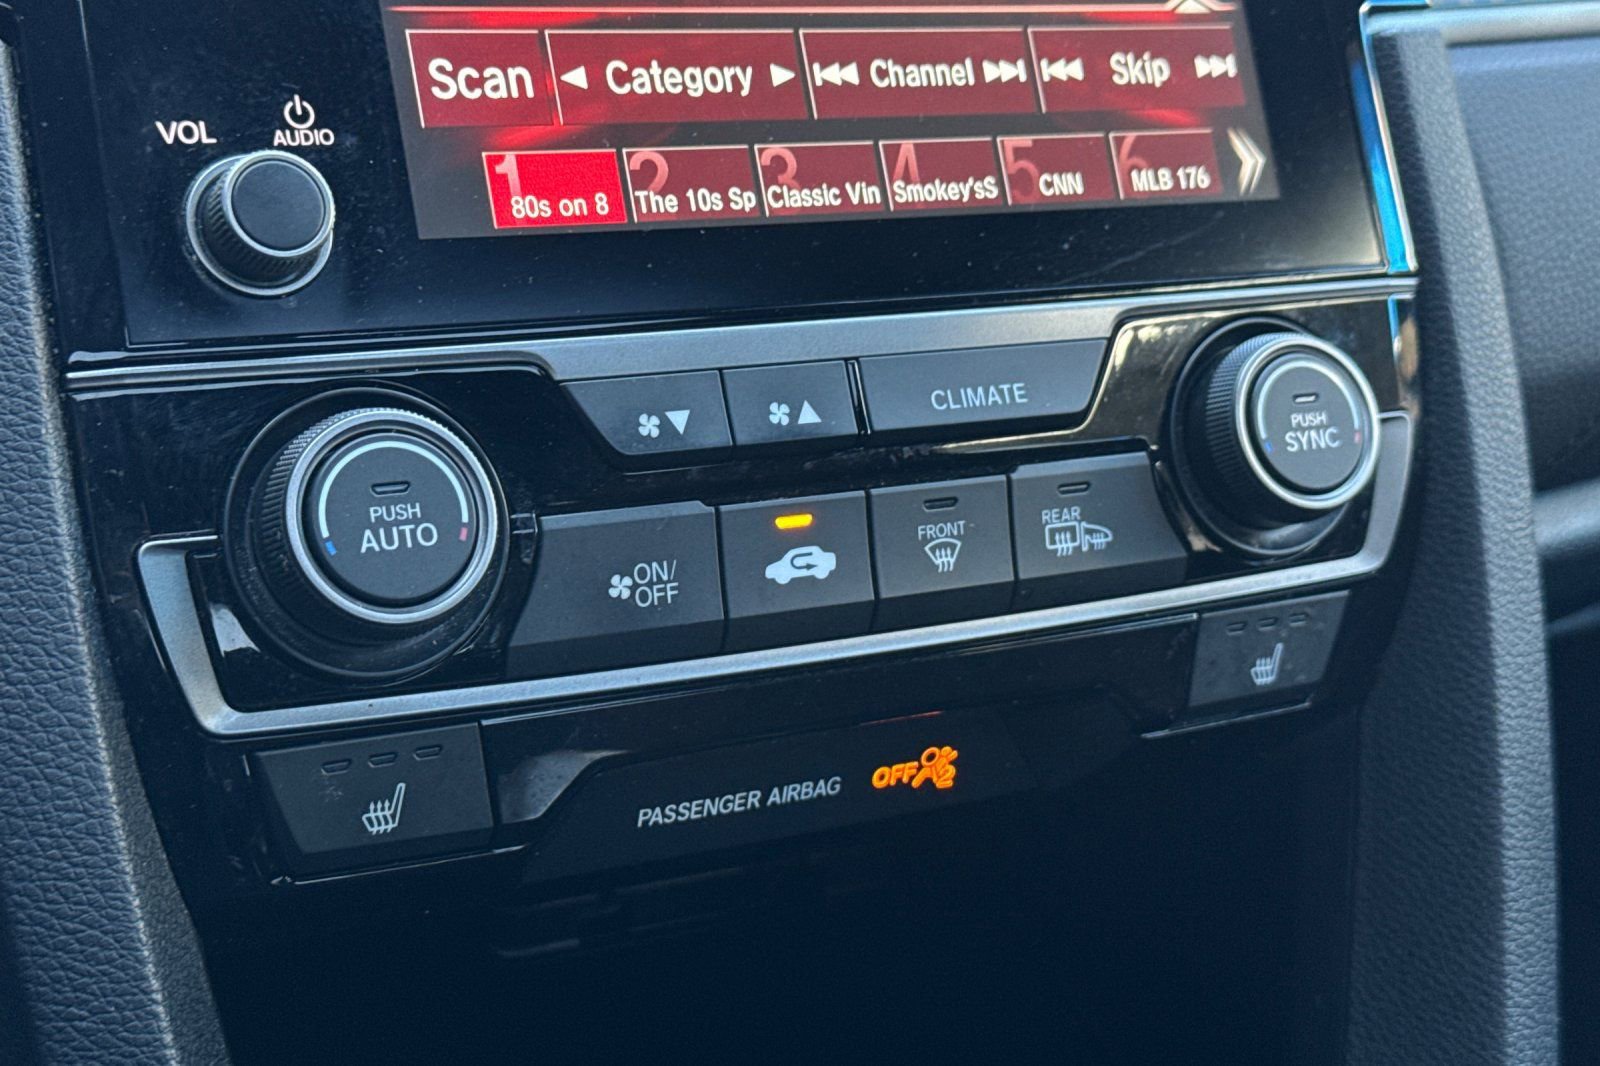 Scan
Category
Channel
Skip
VOL
AUDIO
1
80s on 8
2
The 10s Sp
3
Classic Vin
4
Smokey'sS
5
CNN
6
MLB 176
CLIMATE
PUSH
SYNC
PUSH
AUTO
ON/
OFF
FRONT
REAR
PASSENGER AIRBAG
OFF
2